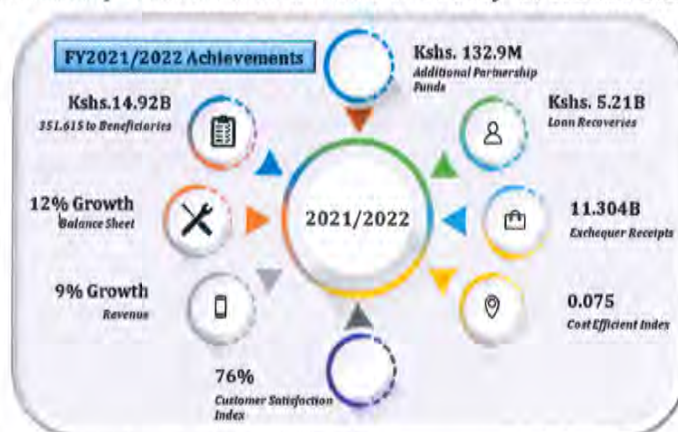 FY2021/2022 Achievements
Kshs. 132.9M
Additional Partnership
Funds
Kshs.14.92B
351,615 to Beneficiaries
Kshs. 5.21B
Loan Recoveries
12% Growth
Balance Sheet
2021/2022
11.304B
Exchequer Receipts
9% Growth
Revenue
0.075
Cost Efficient Index
76%
Customer Satisfaction
Index